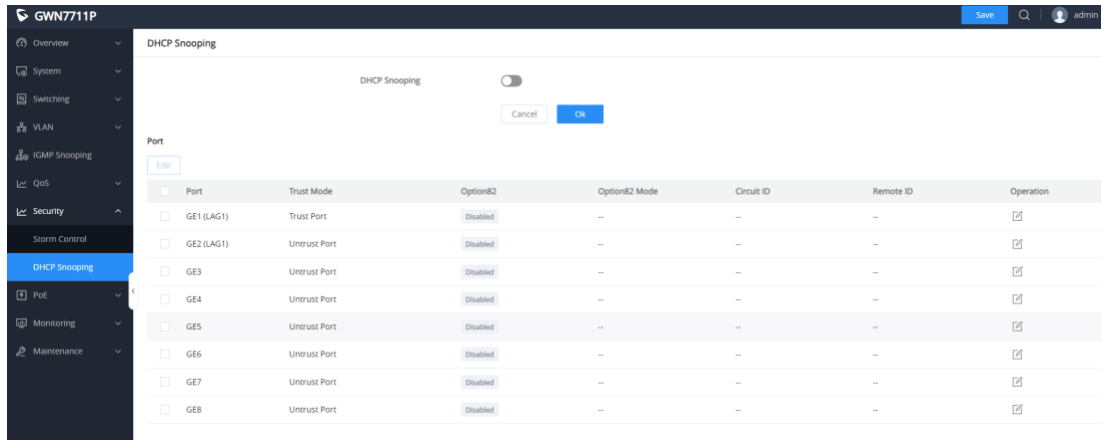 GWN7711P
Save
admin
Overview
System
Switching
VLAN
IGMP Snooping
QoS
Security
Storm Control
DHCP Snooping
PoE
Monitoring
Maintenance
DHCP Snooping
DHCP Snooping
Cancel Ok
Port
Edit
Port Trust Mode Option82 Option82 Mode Circuit ID Remote ID Operation
GE1 (LAG1) Trust Port Disabled -- -- --
GE2 (LAG1) Untrust Port Disabled -- -- --
GE3 Untrust Port Disabled -- -- --
GE4 Untrust Port Disabled -- -- --
GE5 Untrust Port Disabled -- -- --
GE6 Untrust Port Disabled -- -- --
GE7 Untrust Port Disabled -- -- --
GE8 Untrust Port Disabled -- -- --